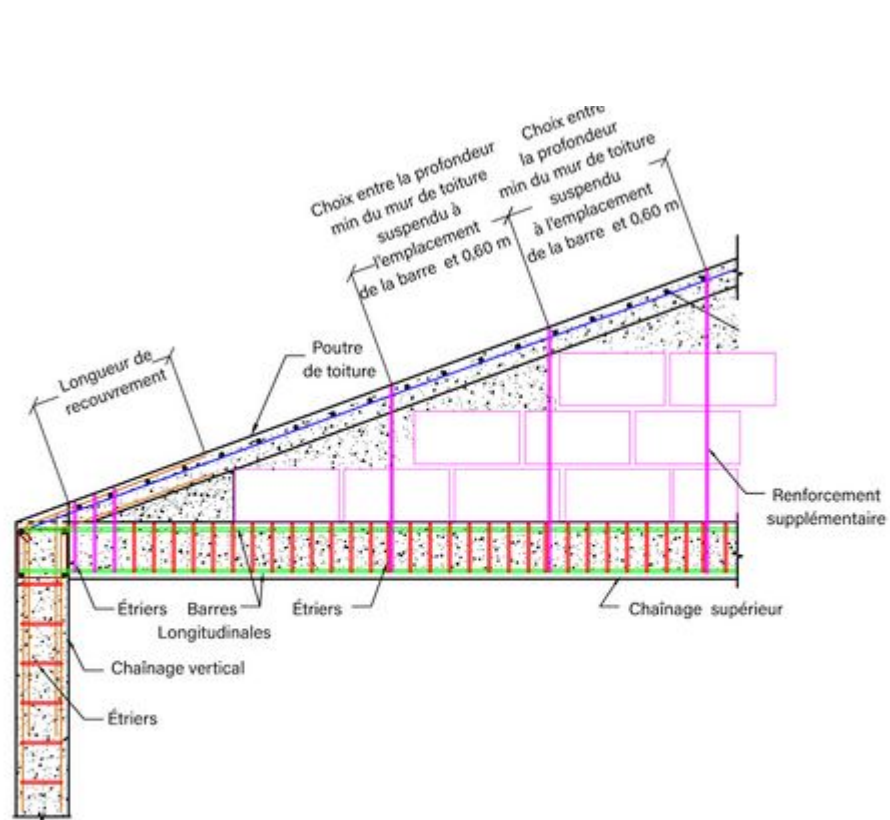 Choix entre la profondeur
min du mur de toiture
suspendu à
l'emplacement
de la barre et 0,60 m
Choix entre
la profondeur
min du mur de toiture
suspendu
à l'emplacement
de la barre et 0,60 m
Longueur de
recouvrement
Poutre
de toiture
Renforcement
supplémentaire
Étriers
Barres
Longitudinales
Étriers
Chaînage supérieur
Chaînage vertical
Étriers